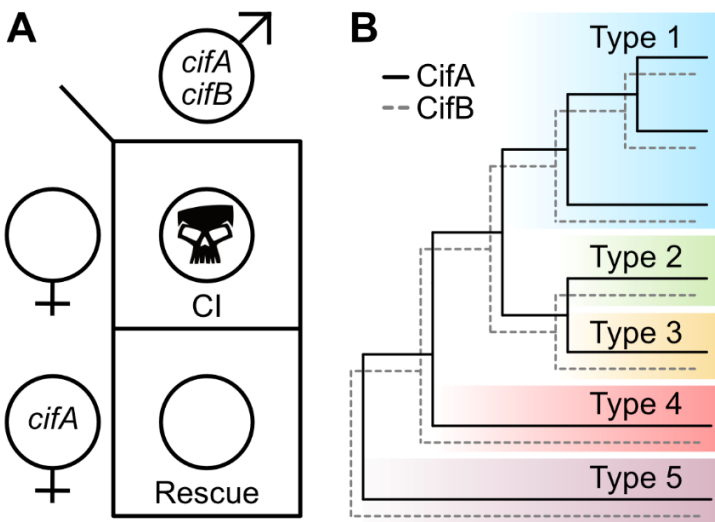 A
cifA
cifB
CI
cifA
Rescue
B
CifA
CifB
Type 1
Type 2
Type 3
Type 4
Type 5